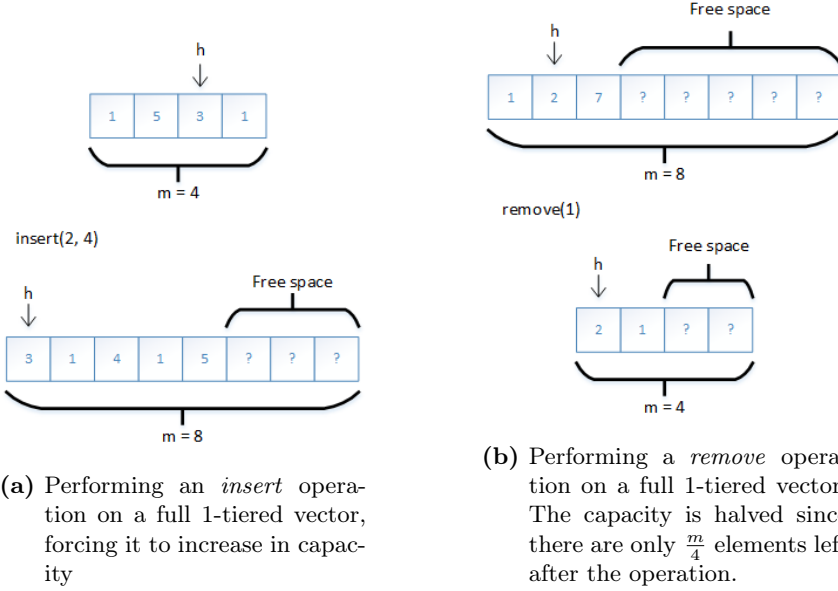 h
1 5 3 1
m = 4
insert(2, 4)
Free space
h
3 1 4 1 5 ? ? ?
m = 8
(a) Performing an insert opera-
tion on a full 1-tiered vector,
forcing it to increase in capac-
ity
Free space
h
1 2 7 ? ? ? ? ?
m = 8
remove(1)
Free space
h
2 1 ? ?
m = 4
(b) Performing a remove opera
tion on a full 1-tiered vector
The capacity is halved sinc
there are only m/4 elements lef
after the operation.